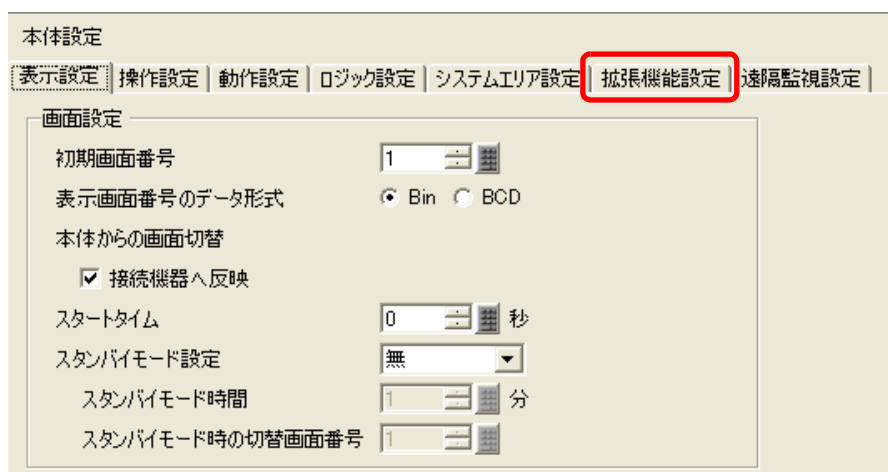 本体設定
表示設定 操作設定 動作設定 ロジック設定 システムエリア設定 拡張機能設定 遠隔監視設定
画面設定
初期画面番号 1
表示画面番号のデータ形式 Bin BCD
本体からの画面切替
接続機器へ反映
スタートタイム 0 秒
スタンバイモード設定 無
スタンバイモード時間 1 分
スタンバイモード時の切替画面番号 1